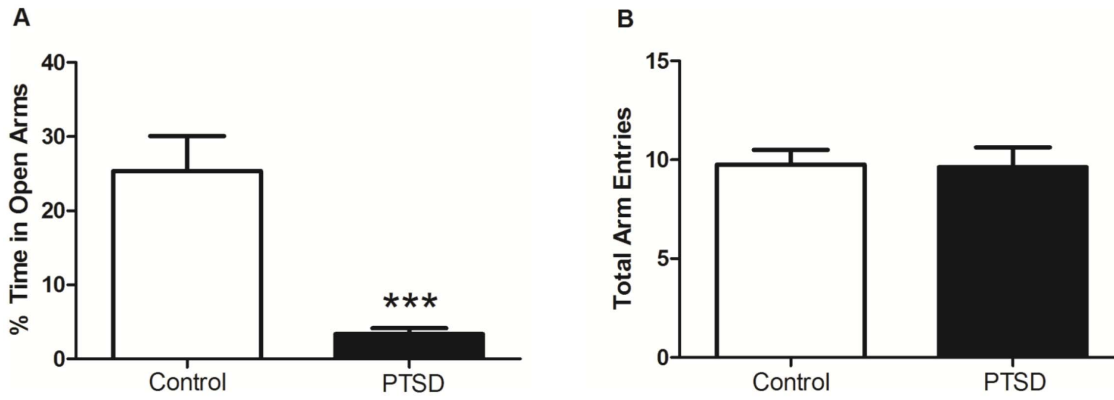 A
% Time in Open Arms
40
30
20
10
0
***
Control
PTSD
B
Total Arm Entries
15
10
5
0
Control
PTSD